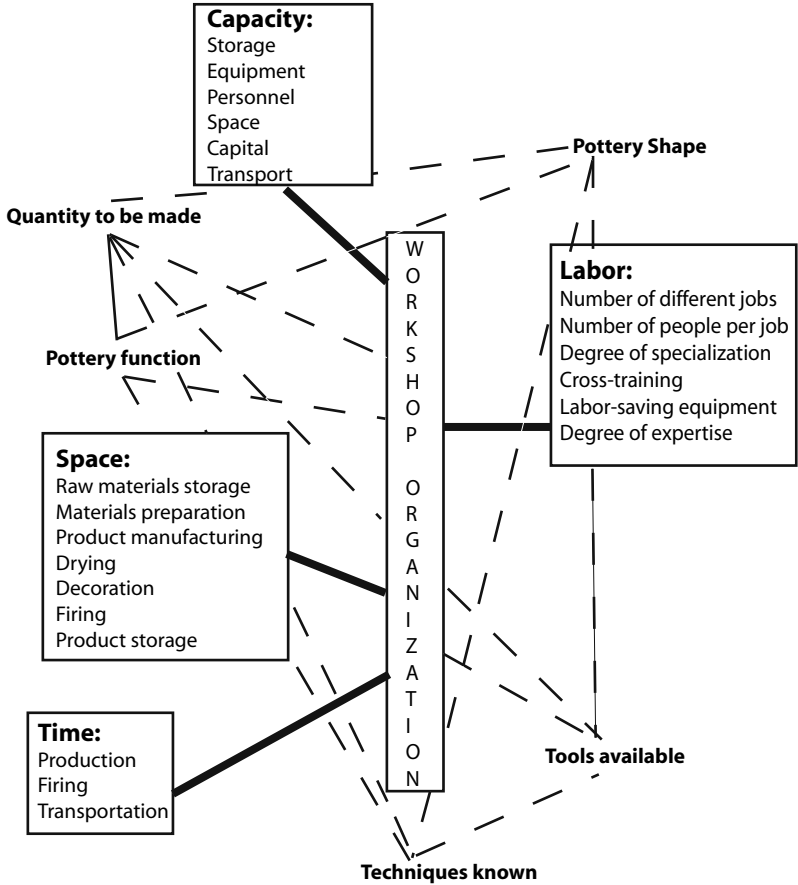 Capacity:
Storage
Equipment
Personnel
Space
Capital
Transport
Pottery Shape
Quantity to be made
WORKSHOP ORGANIZATION
Labor:
Number of different jobs
Number of people per job
Degree of specialization
Cross-training
Labor-saving equipment
Degree of expertise
Pottery function
Space:
Raw materials storage
Materials preparation
Product manufacturing
Drying
Decoration
Firing
Product storage
Time:
Production
Firing
Transportation
Tools available
Techniques known